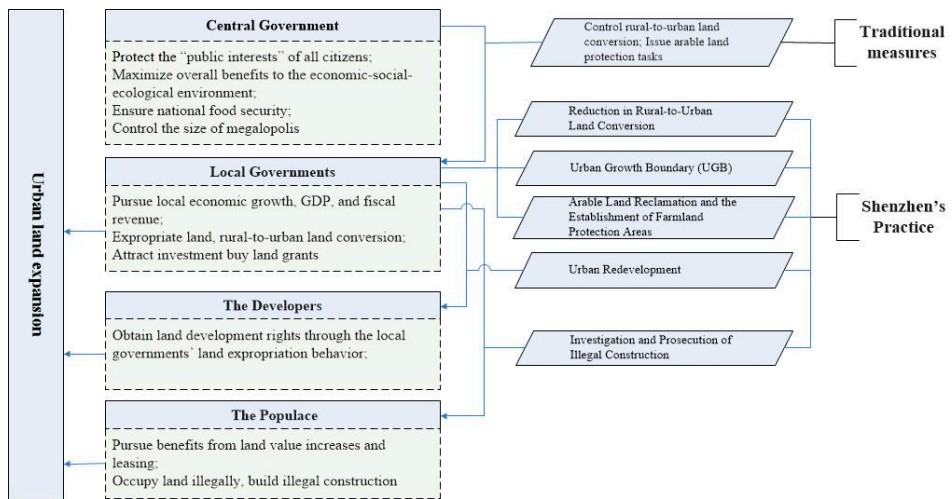 Urban land expansion
Central Government
Protect the “public interests” of all citizens;
Maximize overall benefits to the economic-social-
ecological environment;
Ensure national food security;
Control the size of megalopolis
Local Governments
Pursue local economic growth, GDP, and fiscal
revenue;
Expropriate land, rural-to-urban land conversion;
Attract investment buy land grants
The Developers
Obtain land development rights through the local
governments’ land expropriation behavior;
The Populace
Pursue benefits from land value increases and
leasing;
Occupy land illegally, build illegal construction
Control rural-to-urban land
conversion; Issue arable land
protection tasks
Reduction in Rural-to-Urban
Land Conversion
Urban Growth Boundary (UGB)
Arable Land Reclamation and the
Establishment of Farmland
Protection Areas
Urban Redevelopment
Investigation and Prosecution of
Illegal Construction
Traditional
measures
Shenzhen’s
Practice